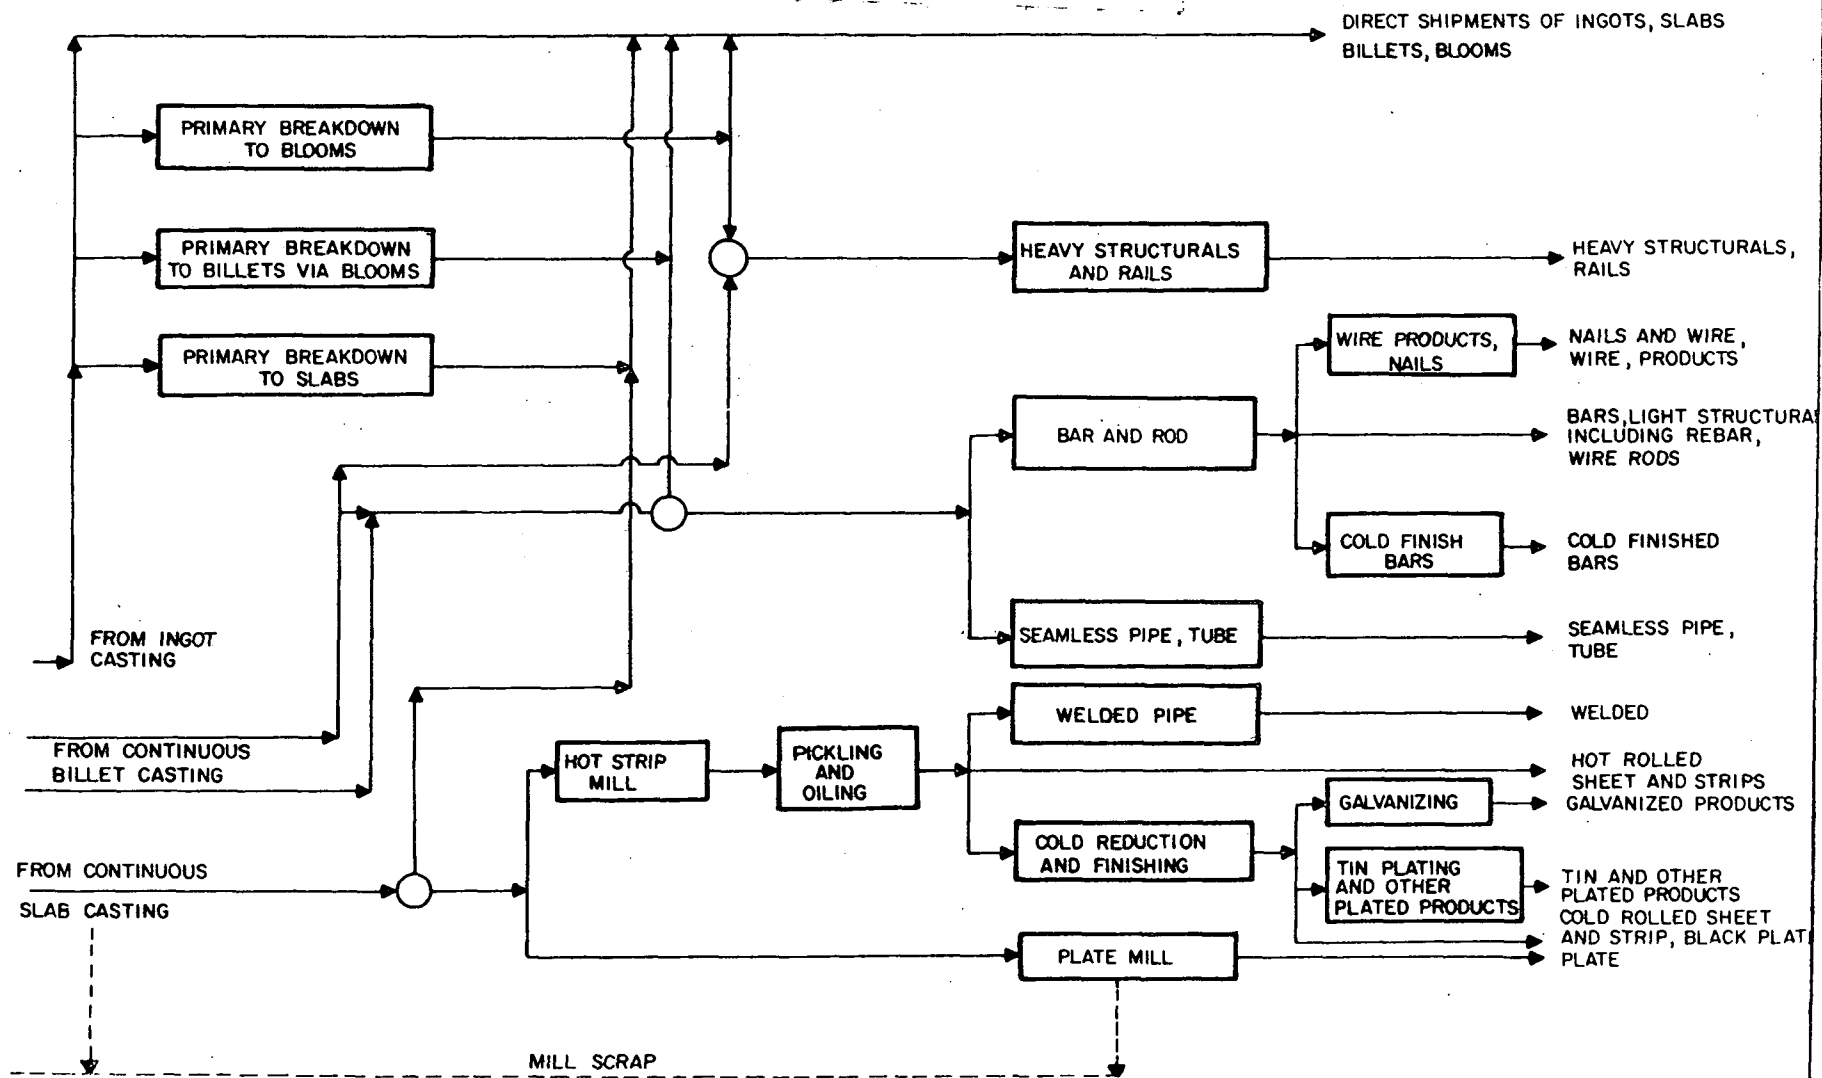 DIRECT SHIPMENTS OF INGOTS, SLABS
BILLETS, BLOOMS
PRIMARY BREAKDOWN
TO BLOOMS
PRIMARY BREAKDOWN
TO BILLETS VIA BLOOMS
HEAVY STRUCTURALS
AND RAILS
HEAVY STRUCTURALS,
RAILS
PRIMARY BREAKDOWN
TO SLABS
WIRE PRODUCTS,
NAILS
NAILS AND WIRE,
WIRE, PRODUCTS
BAR AND ROD
BARS, LIGHT STRUCTURA
INCLUDING REBAR,
WIRE RODS
COLD FINISH
BARS
COLD FINISHED
BARS
FROM INGOT
CASTING
SEAMLESS PIPE, TUBE
SEAMLESS PIPE,
TUBE
WELDED PIPE
WELDED
FROM CONTINUOUS
BILLET CASTING
HOT STRIP
MILL
PICKLING
AND
OILING
HOT ROLLED
SHEET AND STRIPS
GALVANIZING
GALVANIZED PRODUCTS
COLD REDUCTION
AND FINISHING
TIN PLATING
AND OTHER
PLATED PRODUCTS
TIN AND OTHER
PLATED PRODUCTS
COLD ROLLED SHEET
AND STRIP, BLACK PLAT
FROM CONTINUOUS
SLAB CASTING
PLATE MILL
PLATE
MILL SCRAP